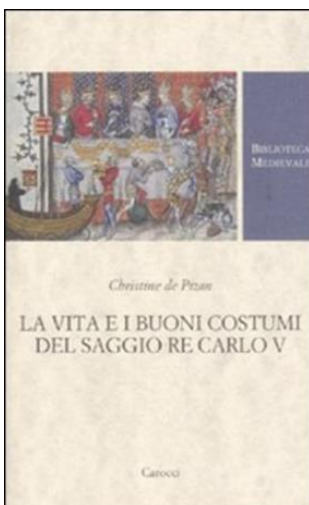 BIBLIOTECA
MEDIEVALE
Christine de Pizan
LA VITA E I BUONI COSTUMI
DEL SAGGIO RE CARLO V
Carocci